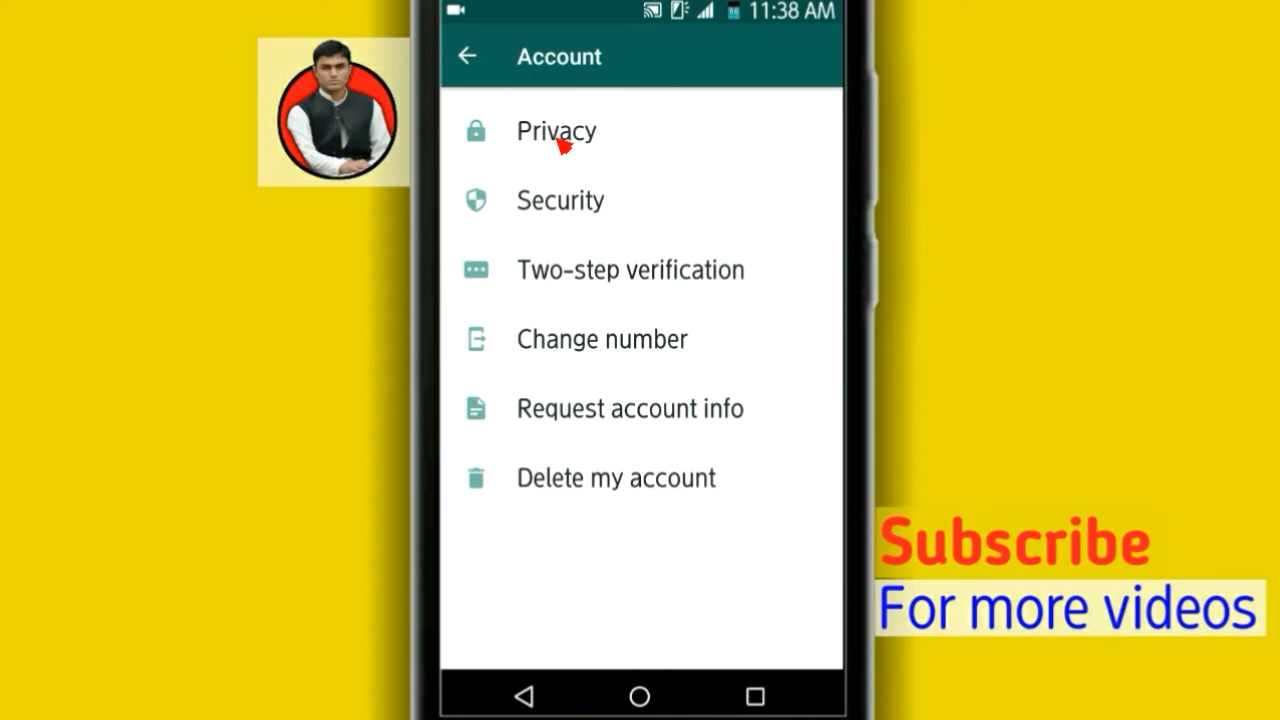 11:38 AM
Account
Privacy
Security
Two-step verification
Change number
Request account info
Delete my account
Subscribe
For more videos